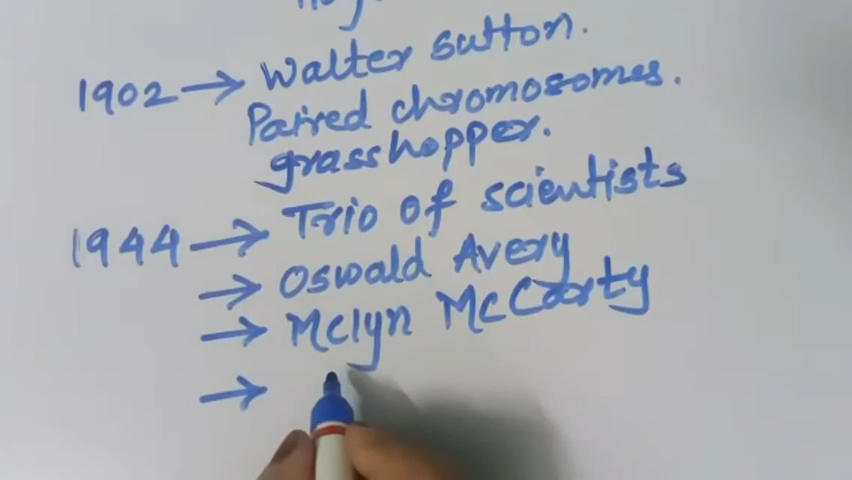 1902 → Walter Sutton.
Paired chromosomes.
grasshopper.
1944 → Trio of scientists
→ Oswald Avery
→ Mclyn McCarty
→